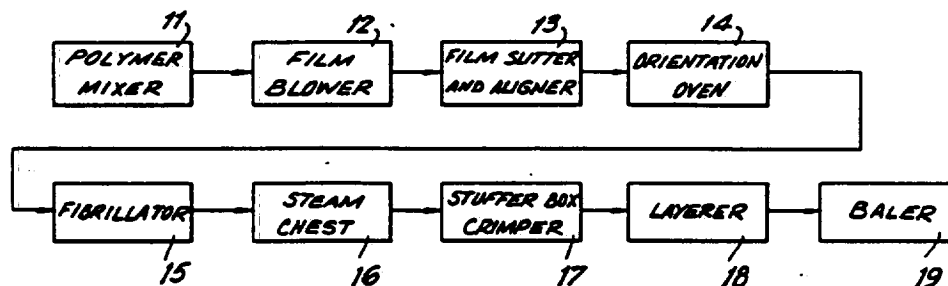 11
12
13
14
POLYMER
MIXER
FILM
BLOWER
FILM SLITTER
AND ALIGNER
ORIENTATION
OVEN
FIBRILLATOR
STEAM
CHEST
STUFFER BOX
CRIMPER
LAYERER
BALER
15
16
17
18
19